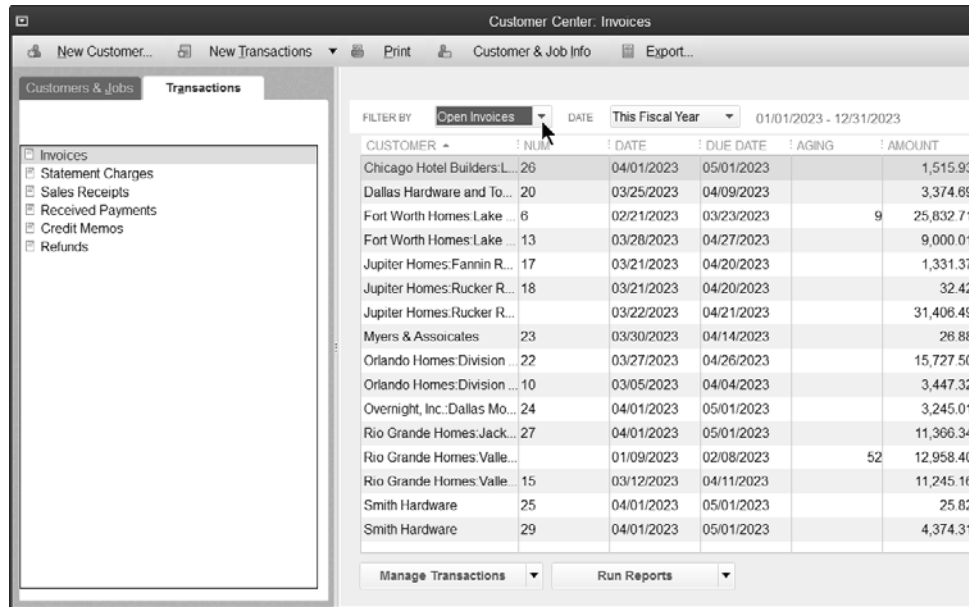 Customer Center: Invoices
New Customer... New Transactions Print Customer & Job Info Export...
Customers & Jobs Transactions
FILTER BY Open Invoices DATE This Fiscal Year 01/01/2023 - 12/31/2023
CUSTOMER NUM DATE DUE DATE AGING AMOUNT
Chicago Hotel Builders:L... 26 04/01/2023 05/01/2023 1,515.93
Dallas Hardware and To... 20 03/25/2023 04/09/2023 3,374.69
Fort Worth Homes:Lake ... 6 02/21/2023 03/23/2023 9 25,832.71
Fort Worth Homes:Lake ... 13 03/28/2023 04/27/2023 9,000.01
Jupiter Homes:Fannin R... 17 03/21/2023 04/20/2023 1,331.37
Jupiter Homes:Rucker R... 18 03/21/2023 04/20/2023 32.42
Jupiter Homes:Rucker R... 03/22/2023 04/21/2023 31,406.49
Myers & Assoicates 23 03/30/2023 04/14/2023 26.88
Orlando Homes:Division ... 22 03/27/2023 04/26/2023 15,727.50
Orlando Homes:Division ... 10 03/05/2023 04/04/2023 3,447.32
Overnight, Inc.:Dallas Mo... 24 04/01/2023 05/01/2023 3,245.01
Rio Grande Homes:Jack... 27 04/01/2023 05/01/2023 11,366.34
Rio Grande Homes:Valle... 01/09/2023 02/08/2023 52 12,958.40
Rio Grande Homes:Valle... 15 03/12/2023 04/11/2023 11,245.16
Smith Hardware 25 04/01/2023 05/01/2023 25.82
Smith Hardware 29 04/01/2023 05/01/2023 4,374.31
Invoices
Statement Charges
Sales Receipts
Received Payments
Credit Memos
Refunds
Manage Transactions Run Reports